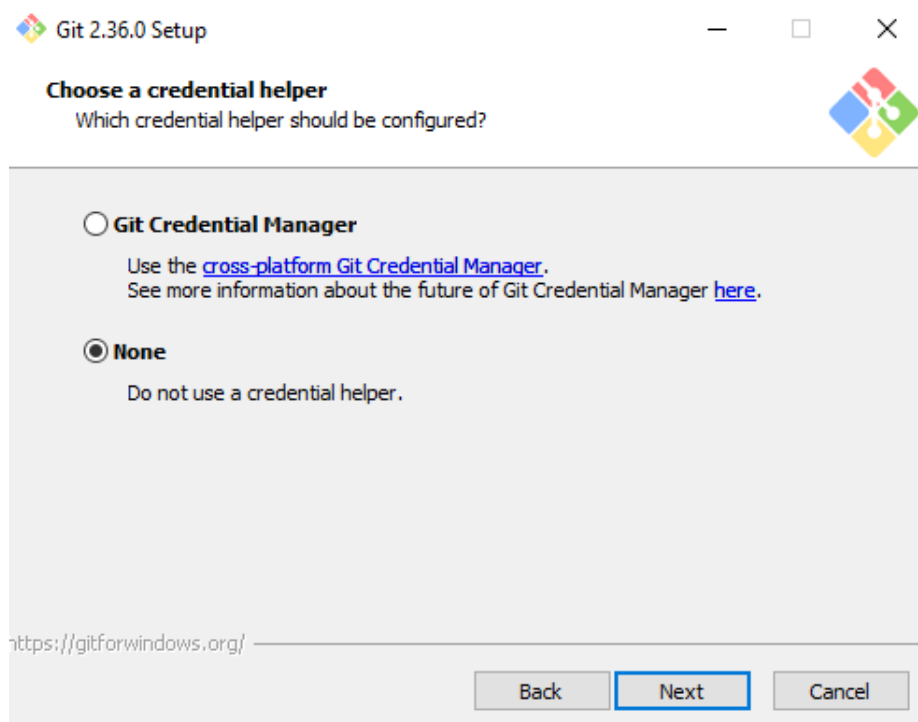 Git 2.36.0 Setup
Choose a credential helper
Which credential helper should be configured?
Git Credential Manager
Use the cross-platform Git Credential Manager.
See more information about the future of Git Credential Manager here.
None
Do not use a credential helper.
https://gitforwindows.org/
Back Next Cancel